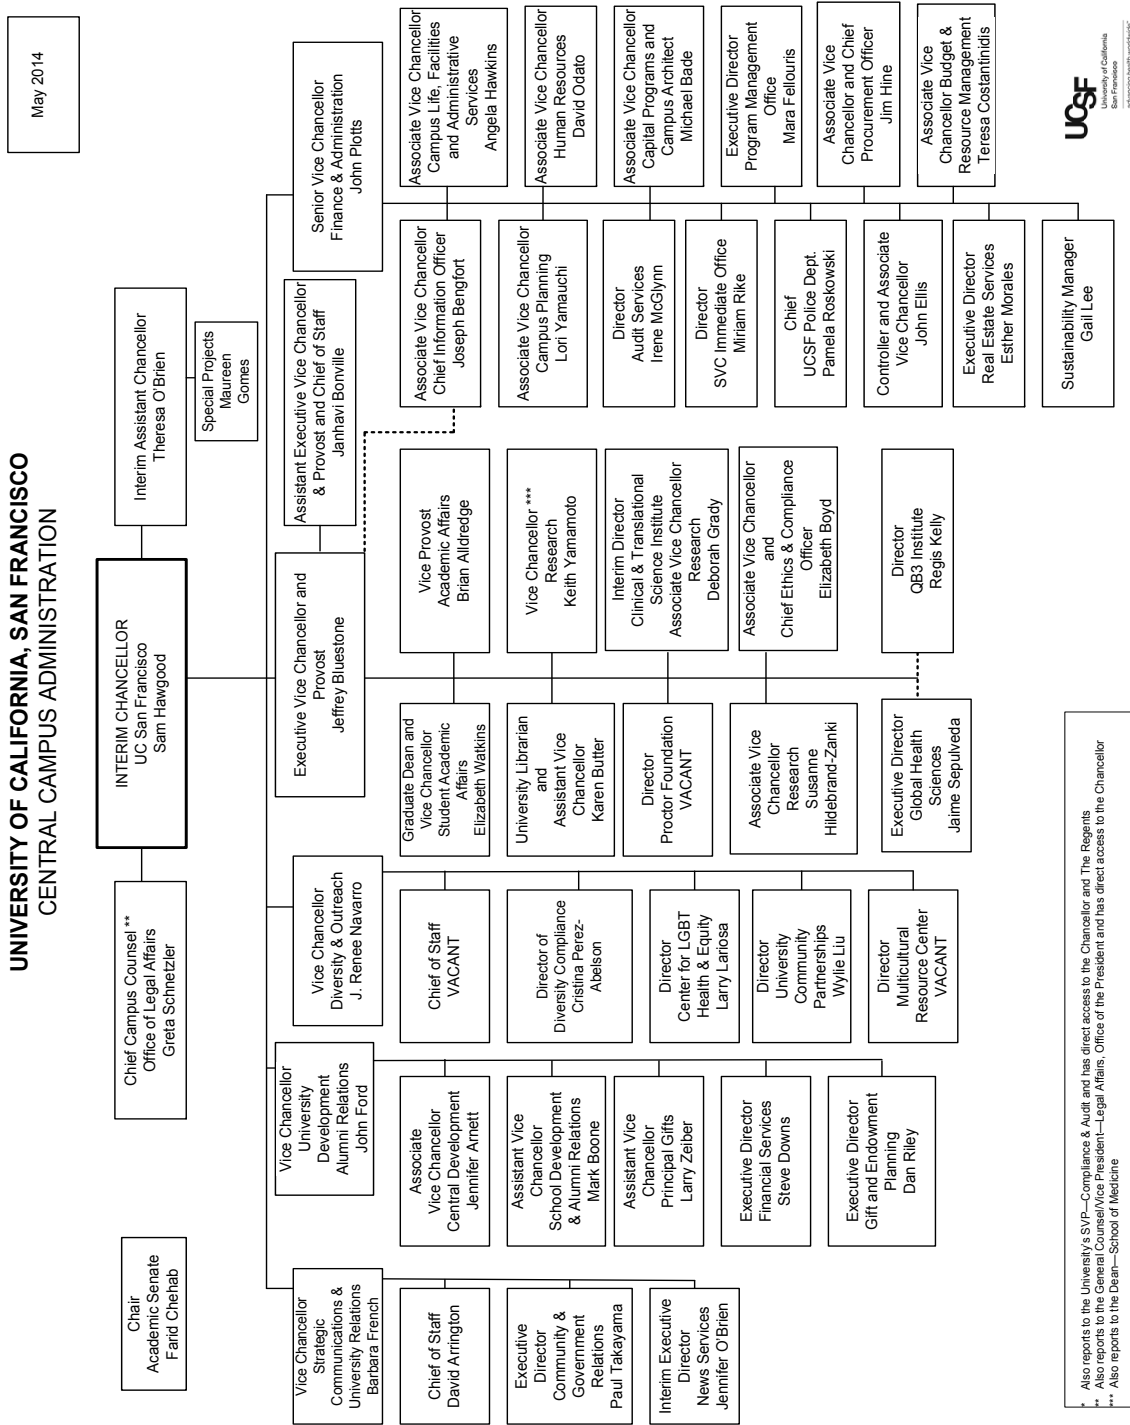 UNIVERSITY OF CALIFORNIA, SAN FRANCISCO
CENTRAL CAMPUS ADMINISTRATION
May 2014
Chair
Academic Senate
Farid Chehab
Chief Campus Counsel **
Office of Legal Affairs
Greta Schnetzler
INTERIM CHANCELLOR
UC San Francisco
Sam Hawgood
Interim Assistant Chancellor
Theresa O'Brien
Special Projects
Maureen
Gomes
Vice Chancellor
Strategic
Communications &
University Relations
Barbara French
Vice Chancellor
University
Development
Alumni Relations
John Ford
Vice Chancellor
Diversity & Outreach
J. Renee Navarro
Executive Vice Chancellor and
Provost
Jeffrey Bluestone
Assistant Executive Vice Chancellor
& Provost and Chief of Staff
Janhavi Bonville
Senior Vice Chancellor
Finance & Administration
John Plotts
Chief of Staff
David Arrington
Executive
Director
Community &
Government
Relations
Paul Takayama
Interim Executive
Director
News Services
Jennifer O'Brien
Associate
Vice Chancellor
Central Development
Jennifer Arnett
Assistant Vice
Chancellor
School Development
& Alumni Relations
Mark Boone
Assistant Vice
Chancellor
Principal Gifts
Larry Zeiber
Executive Director
Financial Services
Steve Downs
Executive Director
Gift and Endowment
Planning
Dan Riley
Chief of Staff
VACANT
Director of
Diversity Compliance
Cristina Perez-
Abelson
Director
Center for LGBT
Health & Equity
Larry Lariosa
Director
University
Community
Partnerships
Wylie Liu
Director
Multicultural
Resource Center
VACANT
Graduate Dean and
Vice Chancellor
Student Academic
Affairs
Elizabeth Watkins
University Librarian
and
Assistant Vice
Chancellor
Karen Butter
Director
Proctor Foundation
VACANT
Associate Vice
Chancellor
Research
Susanne
Hildebrand-Zanki
Executive Director
Global Health
Sciences
Jaime Sepulveda
Vice Provost
Academic Affairs
Brian Alldredge
Vice Chancellor ***
Research
Keith Yamamoto
Interim Director
Clinical & Translational
Science Institute
Associate Vice Chancellor
Research
Deborah Grady
Associate Vice Chancellor
and
Chief Ethics & Compliance
Officer
Elizabeth Boyd
Director
QB3 Institute
Regis Kelly
Associate Vice Chancellor
Chief Information Officer
Joseph Bengfort
Associate Vice Chancellor
Campus Planning
Lori Yamauchi
Director
Audit Services
Irene McGlynn
Director
SVC Immediate Office
Miriam Rike
Chief
UCSF Police Dept.
Pamela Roskowski
Controller and Associate
Vice Chancellor
John Ellis
Executive Director
Real Estate Services
Esther Morales
Sustainability Manager
Gail Lee
Associate Vice Chancellor
Campus Life, Facilities
and Administrative
Services
Angela Hawkins
Associate Vice Chancellor
Human Resources
David Odato
Associate Vice Chancellor
Capital Programs and
Campus Architect
Michael Bade
Executive Director
Program Management
Office
Mara Fellouris
Associate Vice
Chancellor and Chief
Procurement Officer
Jim Hine
Associate Vice
Chancellor Budget &
Resource Management
Teresa Costantinidis
* Also reports to the University's SVP—Compliance & Audit and has direct access to the Chancellor and The Regents
** Also reports to the General Counsel/Vice President—Legal Affairs, Office of the President and has direct access to the Chancellor
*** Also reports to the Dean—School of Medicine
UCSF
University of California
San Francisco